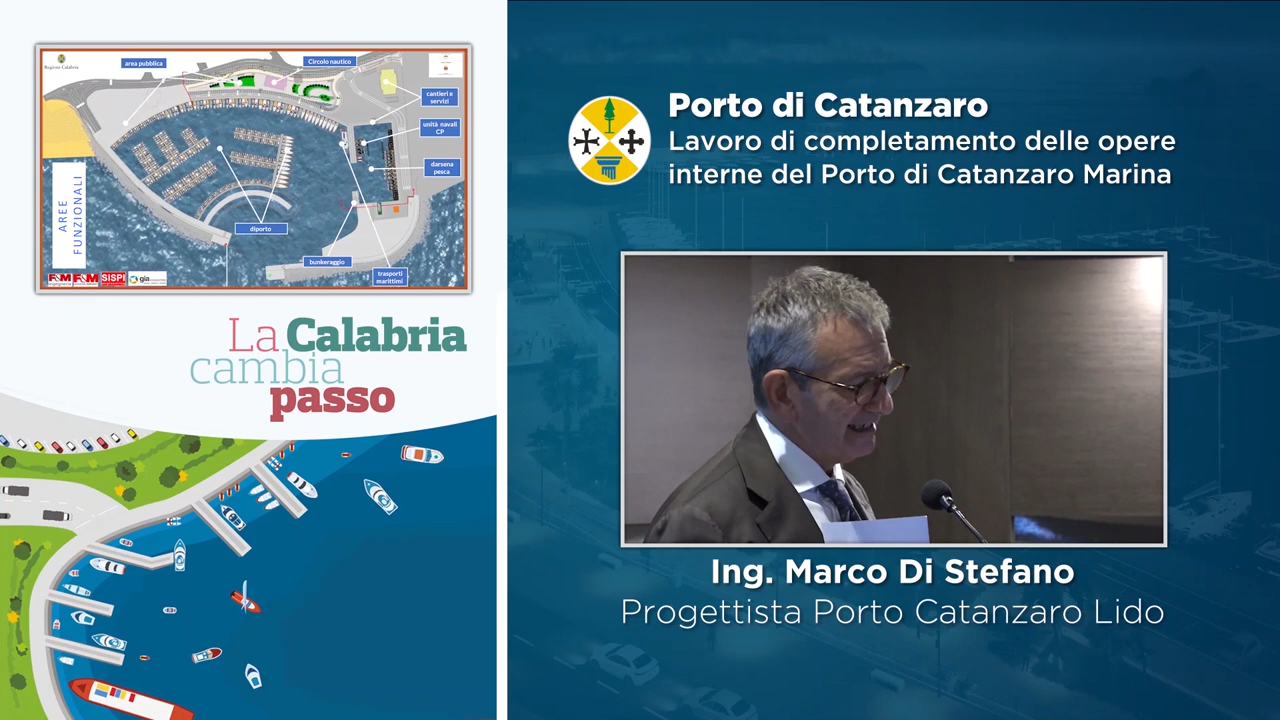 Regione Calabria
area pubblica
Circolo nautico
cantieri e
servizi
unità navali
CP
darsena
pesca
AREE
FUNZIONALI
diporto
bunkeraggio
trasporti
marittimi
F&M
ingegneria
F&M
SISPI
gia
La Calabria
cambia
passo
Porto di Catanzaro
Lavoro di completamento delle opere
interne del Porto di Catanzaro Marina
Ing. Marco Di Stefano
Progettista Porto Catanzaro Lido